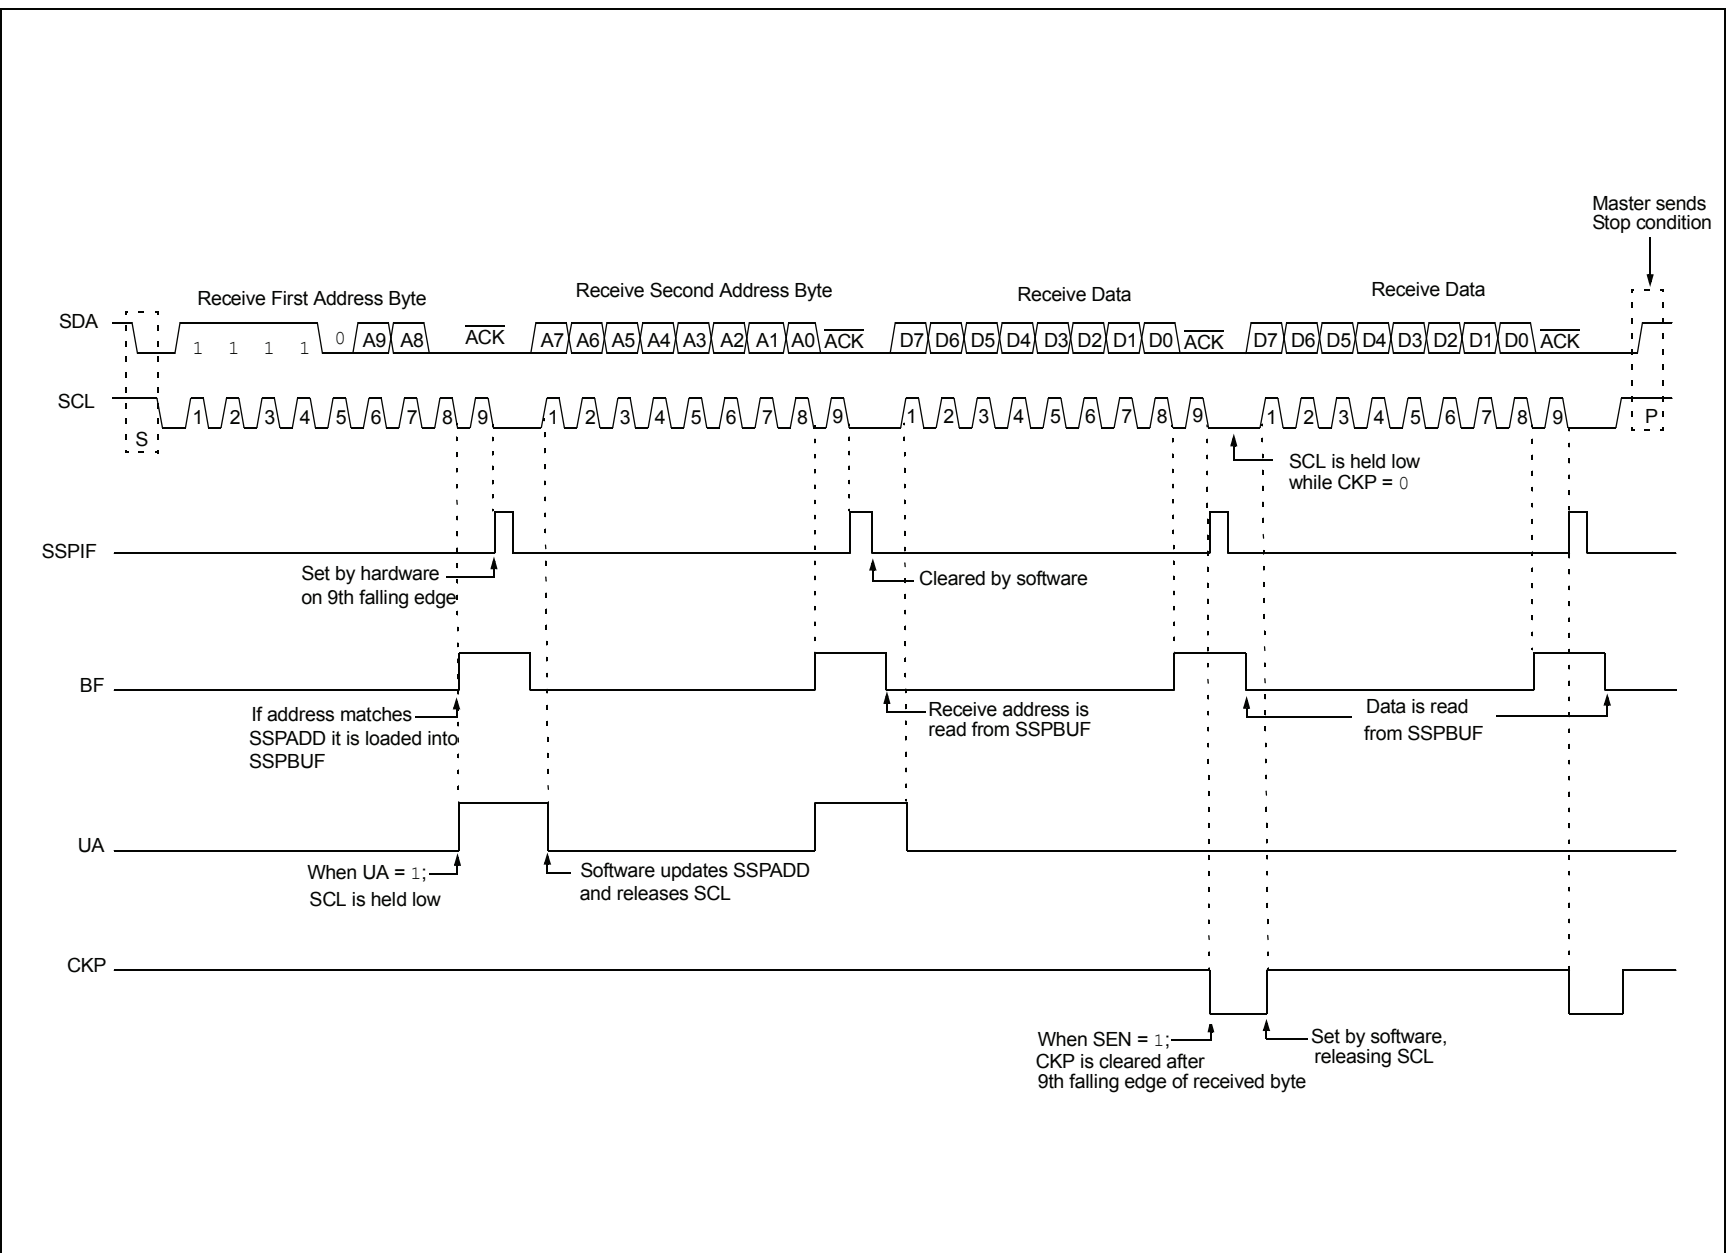 Master sends
Stop condition
Receive First Address Byte
Receive Second Address Byte
Receive Data
Receive Data
SDA
1 1 1 1 0 A9 A8 ACK A7 A6 A5 A4 A3 A2 A1 A0 ACK D7 D6 D5 D4 D3 D2 D1 D0 ACK D7 D6 D5 D4 D3 D2 D1 D0 ACK
SCL
S 1 2 3 4 5 6 7 8 9 1 2 3 4 5 6 7 8 9 1 2 3 4 5 6 7 8 9 1 2 3 4 5 6 7 8 9 P
SCL is held low
while CKP = 0
SSPIF
Set by hardware
on 9th falling edge
Cleared by software
BF
If address matches
SSPADD it is loaded into
SSPBUF
Receive address is
read from SSPBUF
Data is read
from SSPBUF
UA
When UA = 1;
SCL is held low
Software updates SSPADD
and releases SCL
CKP
When SEN = 1;
CKP is cleared after
9th falling edge of received byte
Set by software,
releasing SCL